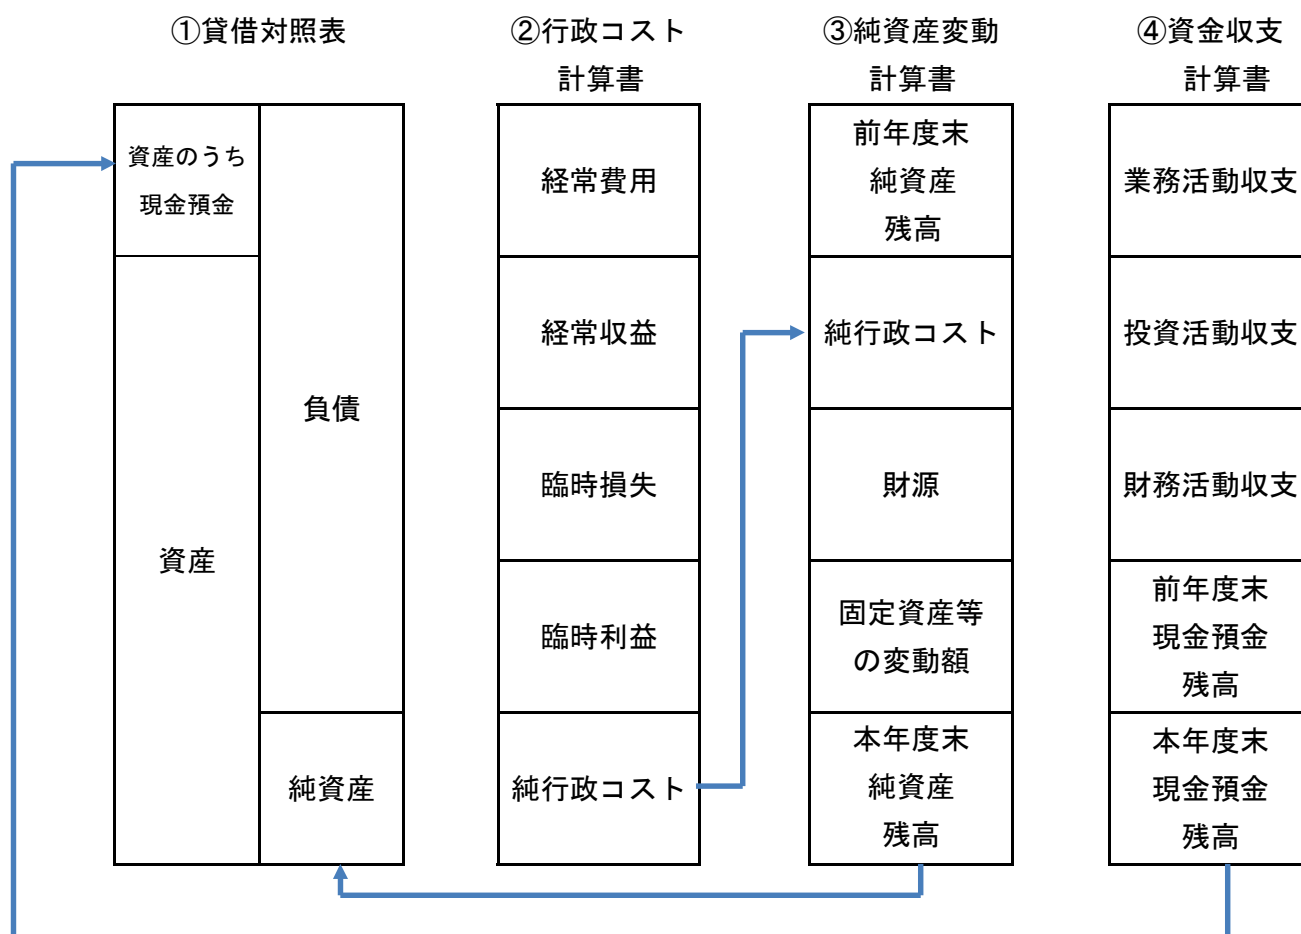 ①貸借対照表
資産のうち
現金預金
資産
負債
純資産
②行政コスト
計算書
経常費用
経常収益
臨時損失
臨時利益
純行政コスト
③純資産変動
計算書
前年度末
純資産
残高
純行政コスト
財源
固定資産等
の変動額
本年度末
純資産
残高
④資金収支
計算書
業務活動収支
投資活動収支
財務活動収支
前年度末
現金預金
残高
本年度末
現金預金
残高